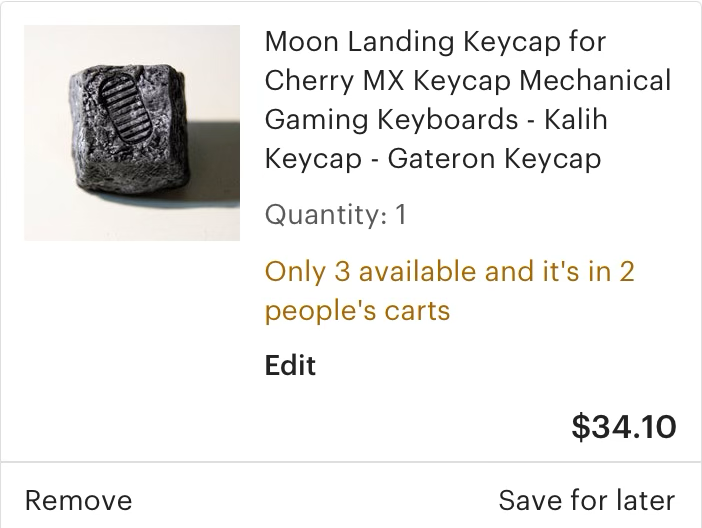 Moon Landing Keycap for
Cherry MX Keycap Mechanical
Gaming Keyboards - Kalih
Keycap - Gateron Keycap
Quantity: 1
Only 3 available and it's in 2
people's carts
Edit
$34.10
Remove
Save for later